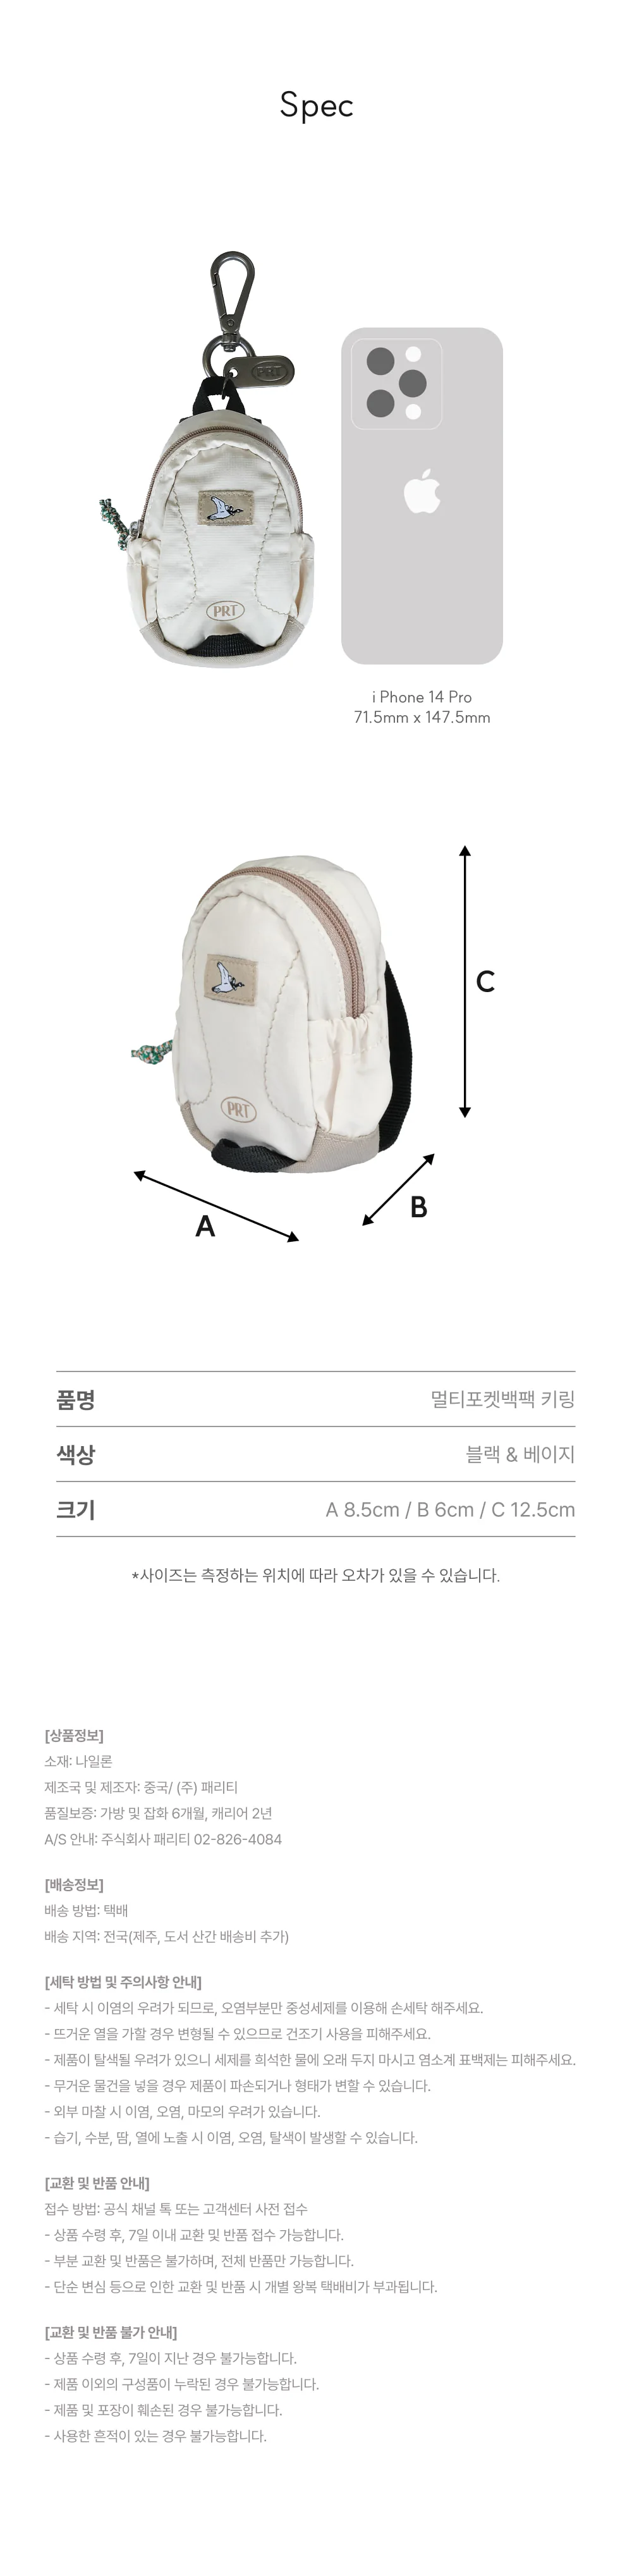 Spec
PRT
PRT
i Phone 14 Pro
71.5mm x 147.5mm
C
PRT
B
A
품명 멀티포켓백팩 키링
색상 블랙 & 베이지
크기 A 8.5cm / B 6cm / C 12.5cm
*사이즈는 측정하는 위치에 따라 오차가 있을 수 있습니다.
[상품정보]
소재: 나일론
제조국 및 제조자: 중국/ (주) 패리티
품질보증: 가방 및 잡화 6개월, 캐리어 2년
A/S 안내: 주식회사 패리티 02-826-4084
[배송정보]
배송 방법: 택배
배송 지역: 전국(제주, 도서 산간 배송비 추가)
[세탁 방법 및 주의사항 안내]
- 세탁 시 이염의 우려가 되므로, 오염부분만 중성세제를 이용해 손세탁 해주세요.
- 뜨거운 열을 가할 경우 변형될 수 있으므로 건조기 사용을 피해주세요.
- 제품이 탈색될 우려가 있으니 세제를 희석한 물에 오래 두지 마시고 염소계 표백제는 피해주세요.
- 무거운 물건을 넣을 경우 제품이 파손되거나 형태가 변할 수 있습니다.
- 외부 마찰 시 이염, 오염, 마모의 우려가 있습니다.
- 습기, 수분, 땀, 열에 노출 시 이염, 오염, 탈색이 발생할 수 있습니다.
[교환 및 반품 안내]
접수 방법: 공식 채널 톡 또는 고객센터 사전 접수
- 상품 수령 후, 7일 이내 교환 및 반품 접수 가능합니다.
- 부분 교환 및 반품은 불가하며, 전체 반품만 가능합니다.
- 단순 변심 등으로 인한 교환 및 반품 시 개별 왕복 택배비가 부과됩니다.
[교환 및 반품 불가 안내]
- 상품 수령 후, 7일이 지난 경우 불가능합니다.
- 제품 이외의 구성품이 누락된 경우 불가능합니다.
- 제품 및 포장이 훼손된 경우 불가능합니다.
- 사용한 흔적이 있는 경우 불가능합니다.